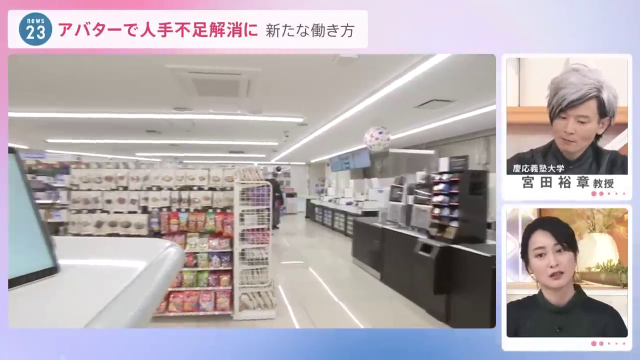 news
23
アバターで人手不足解消に 新たな働き方
慶応義塾大学
宮田裕章 教授